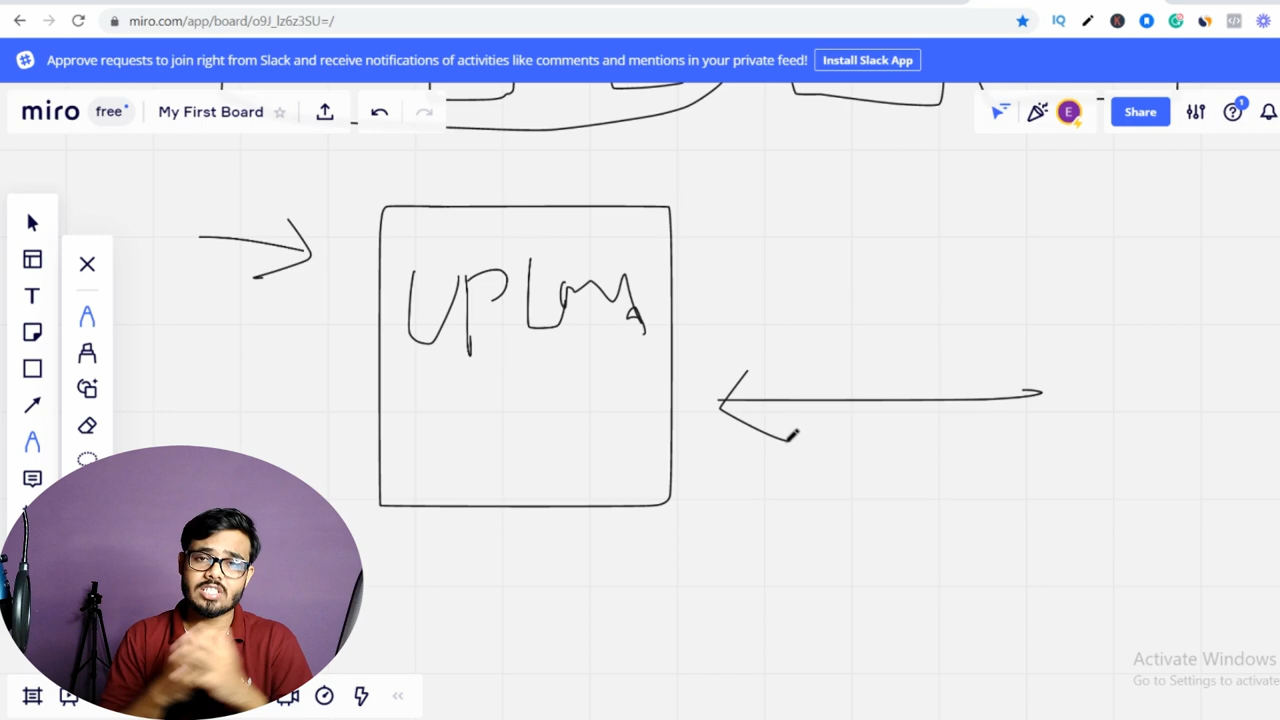 miro.com/app/board/o9J_lz6z3SU=/
Approve requests to join right from Slack and receive notifications of activities like comments and mentions in your private feed! Install Slack App
miro free My First Board Share
Activate Windows
Go to Settings to activate